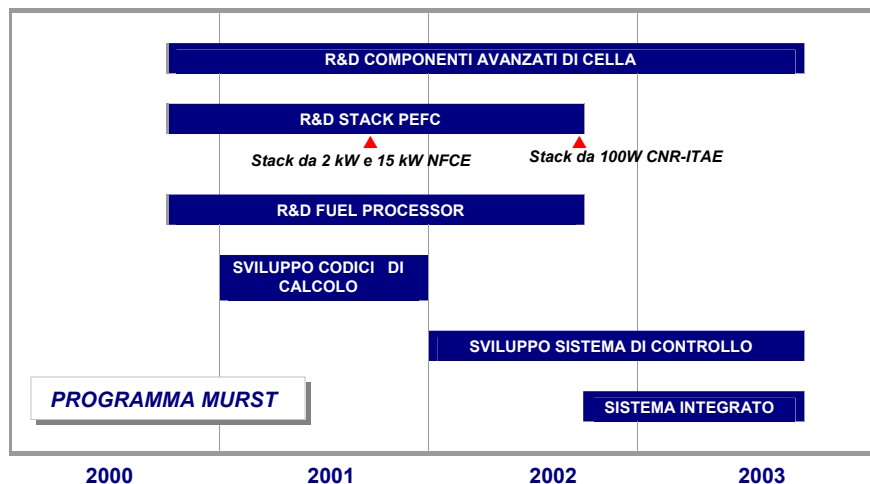 R&D COMPONENTI AVANZATI DI CELLA
R&D STACK PEFC
Stack da 2 kW e 15 kW NFCE
Stack da 100W CNR-ITAE
R&D FUEL PROCESSOR
SVILUPPO CODICI DI
CALCOLO
SVILUPPO SISTEMA DI CONTROLLO
PROGRAMMA MURST
SISTEMA INTEGRATO
2000
2001
2002
2003